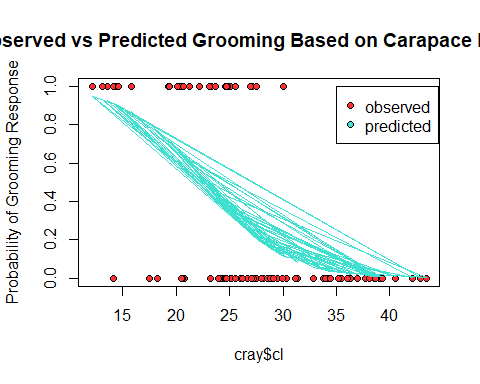 bserved vs Predicted Grooming Based on Carapace
Probability of Grooming Response
1.0
0.8
0.6
0.4
0.2
0.0
observed
predicted
15
20
25
30
35
40
cray$cl